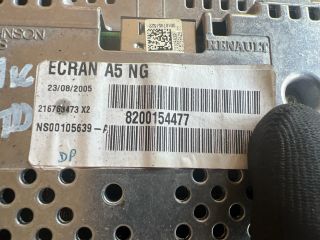 NSON
RENAULT
ECRAN A5 NG
23/08/2005
216763473 X2
8200154477
NS00105639-A
DP